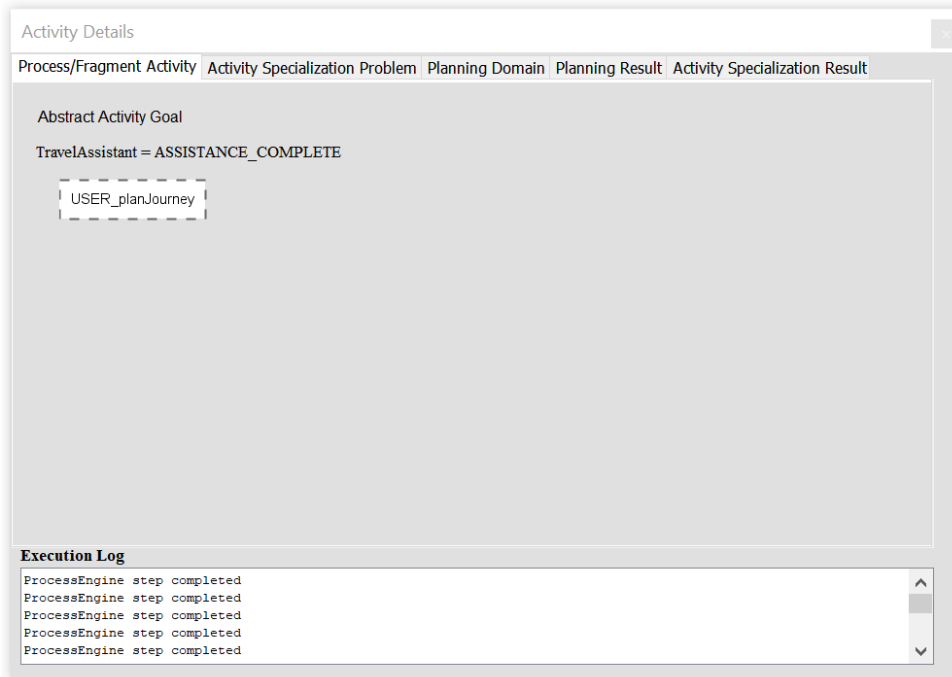 Activity Details
Process/Fragment Activity Activity Specialization Problem Planning Domain Planning Result Activity Specialization Result
Abstract Activity Goal
TravelAssistant = ASSISTANCE_COMPLETE
USER_planJourney
Execution Log
ProcessEngine step completed
ProcessEngine step completed
ProcessEngine step completed
ProcessEngine step completed
ProcessEngine step completed